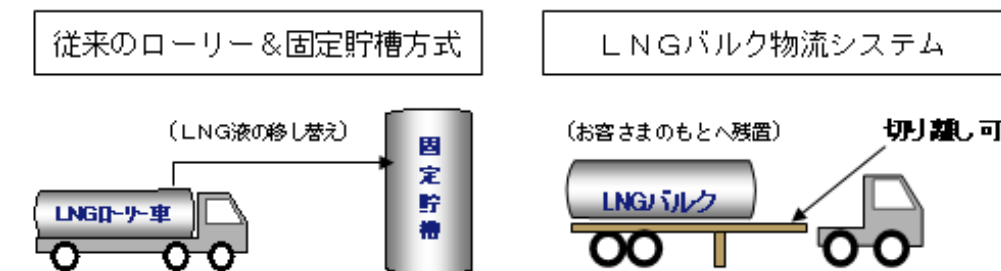 従来のローリー＆固定貯槽方式
ＬＮＧバルク物流システム
（ＬＮＧ液の移し替え）
固定貯槽
LNGローリー車
（お客さまのもとへ残置）
切り離し可
LNGバルク